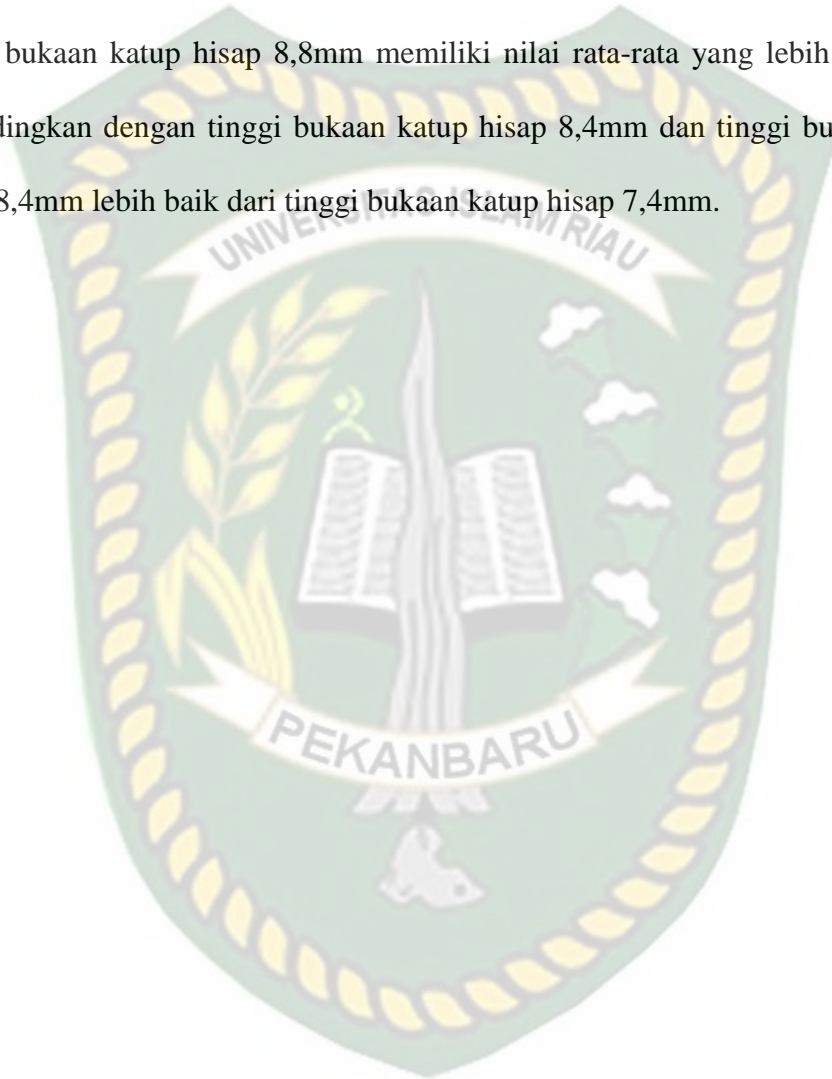 bukaan katup hisap 8,8mm memiliki nilai rata-rata yang lebih
dingkan dengan tinggi bukaan katup hisap 8,4mm dan tinggi bu
8,4mm lebih baik dari tinggi bukaan katup hisap 7,4mm.
UNIVERSITAS ISLAM RIAU
PEKANBARU